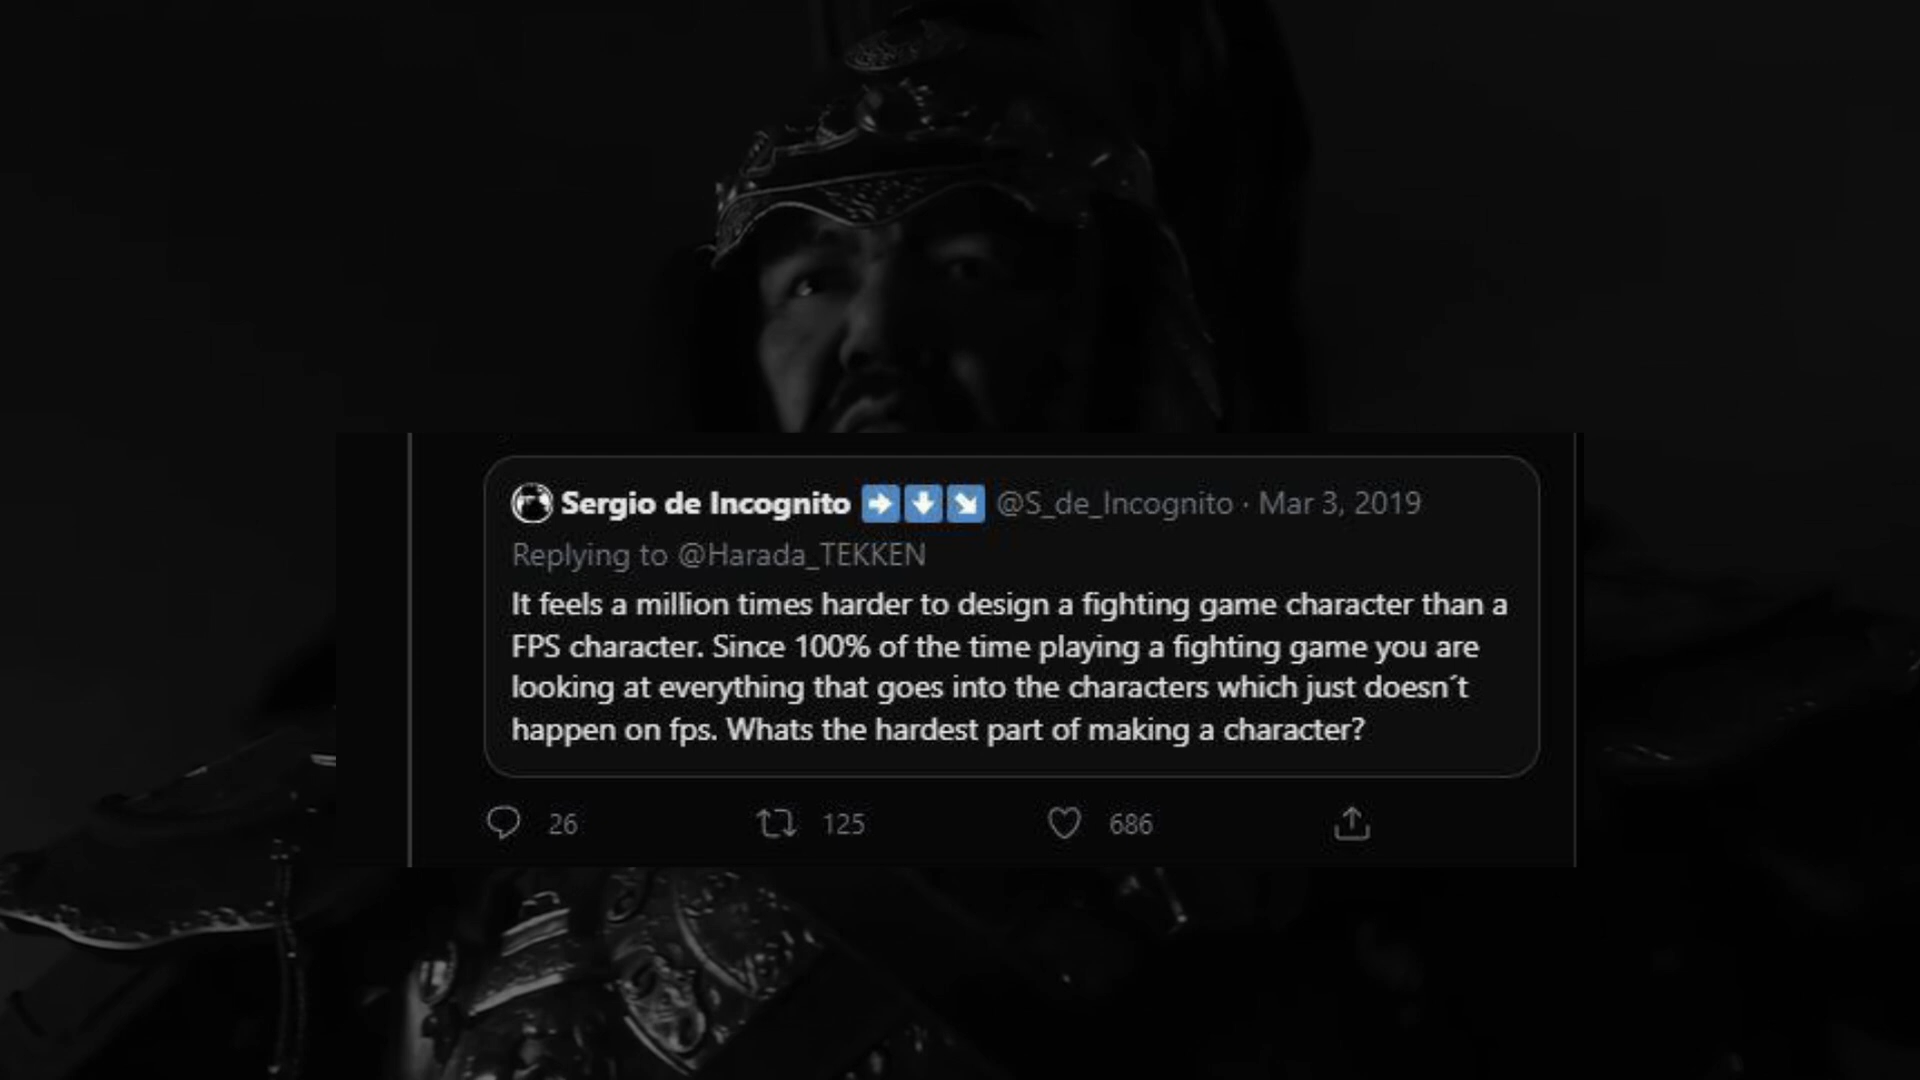 Sergio de Incognito ➡⬇↘ @S_de_Incognito · Mar 3, 2019
Replying to @Harada_TEKKEN
It feels a million times harder to design a fighting game character than a
FPS character. Since 100% of the time playing a fighting game you are
looking at everything that goes into the characters which just doesn´t
happen on fps. Whats the hardest part of making a character?
26 125 686